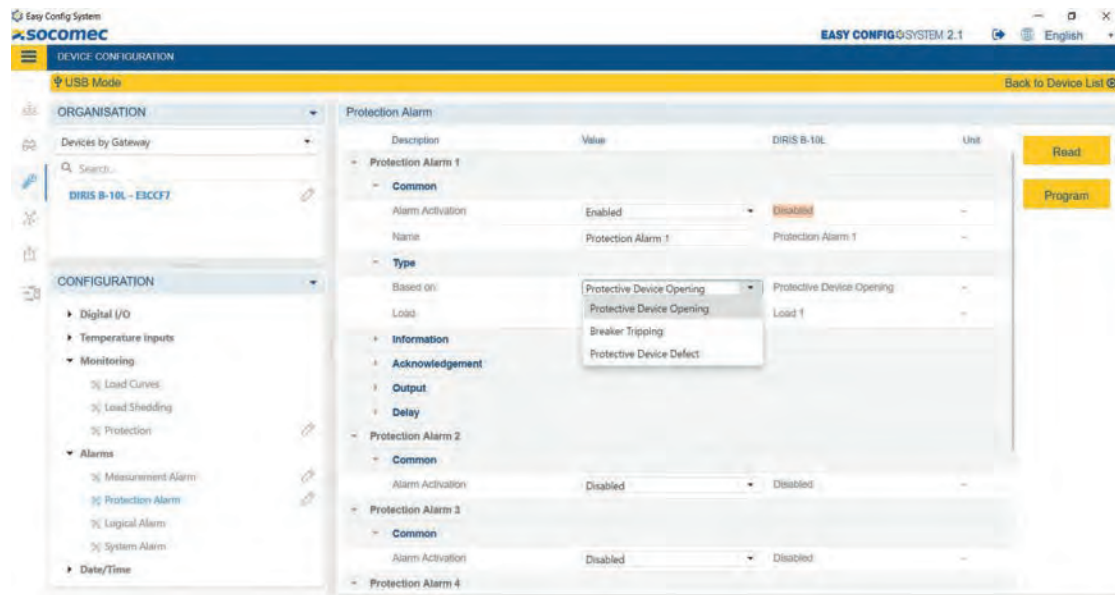 Easy Config System
socomec
EASY CONFIG SYSTEM 2.1
English
DEVICE CONFIGURATION
USB Mode
Back to Device List
ORGANISATION
Devices by Gateway
Search...
DIRIS B-10L - E3CCF7
CONFIGURATION
Digital I/O
Temperature Inputs
Monitoring
Load Curves
Load Shedding
Protection
Alarms
Measurement Alarm
Protection Alarm
Logical Alarm
System Alarm
Date/Time
Protection Alarm
Description Value DIRIS B-10L Unit
Protection Alarm 1
Common
Alarm Activation Enabled Disabled -
Name Protection Alarm 1 Protection Alarm 1 -
Type
Based on Protective Device Opening Protective Device Opening -
Load Load 1 -
Protective Device Opening
Breaker Tripping
Protective Device Defect
Information
Acknowledgement
Output
Delay
Protection Alarm 2
Common
Alarm Activation Disabled Disabled -
Protection Alarm 3
Common
Alarm Activation Disabled Disabled -
Protection Alarm 4
Read
Program